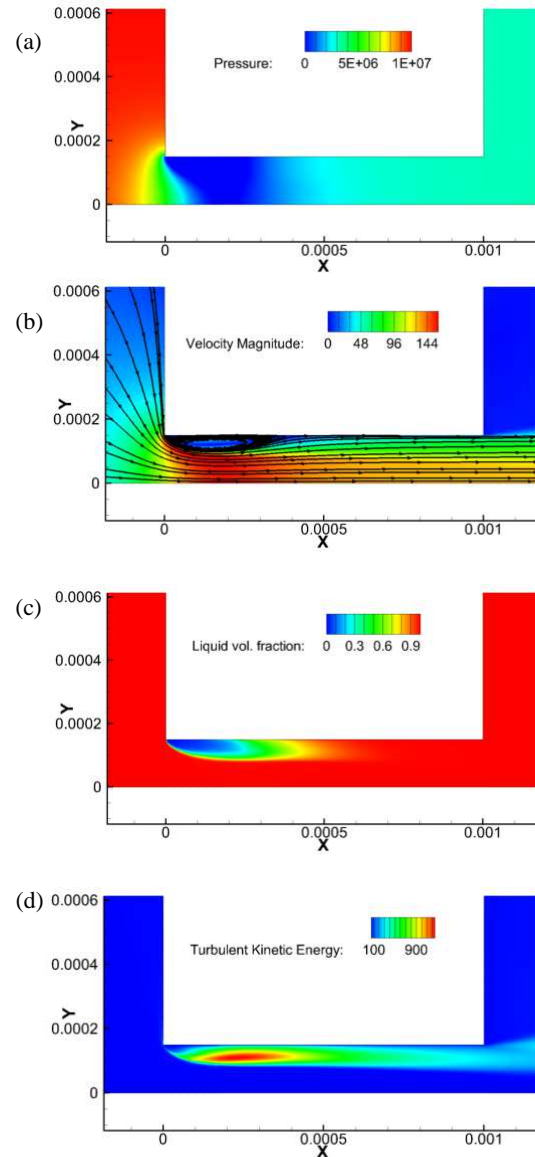 (a)
0.0006
0.0004
0.0002
0
Y
Pressure:
0 5E+06 1E+07
0 0.0005 0.001
X
(b)
0.0006
0.0004
0.0002
0
Y
Velocity Magnitude:
0 48 96 144
0 0.0005 0.001
X
(c)
0.0006
0.0004
0.0002
0
Y
Liquid vol. fraction:
0 0.3 0.6 0.9
0 0.0005 0.001
X
(d)
0.0006
0.0004
0.0002
0
Y
Turbulent Kinetic Energy:
100 900
0 0.0005 0.001
X